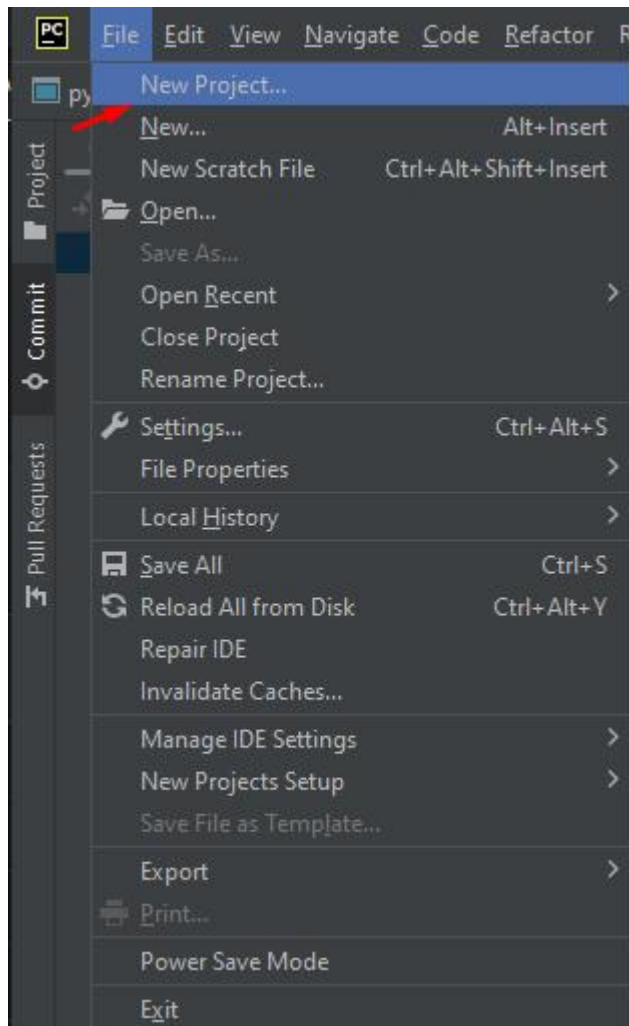 PC File Edit View Navigate Code Refactor
py
New Project...
New... Alt+Insert
New Scratch File Ctrl+Alt+Shift+Insert
Open...
Save As...
Open Recent
Close Project
Rename Project...
Settings... Ctrl+Alt+S
File Properties
Local History
Save All Ctrl+S
Reload All from Disk Ctrl+Alt+Y
Repair IDE
Invalidate Caches...
Manage IDE Settings
New Projects Setup
Save File as Template...
Export
Print...
Power Save Mode
Exit
Project
Commit
Pull Requests